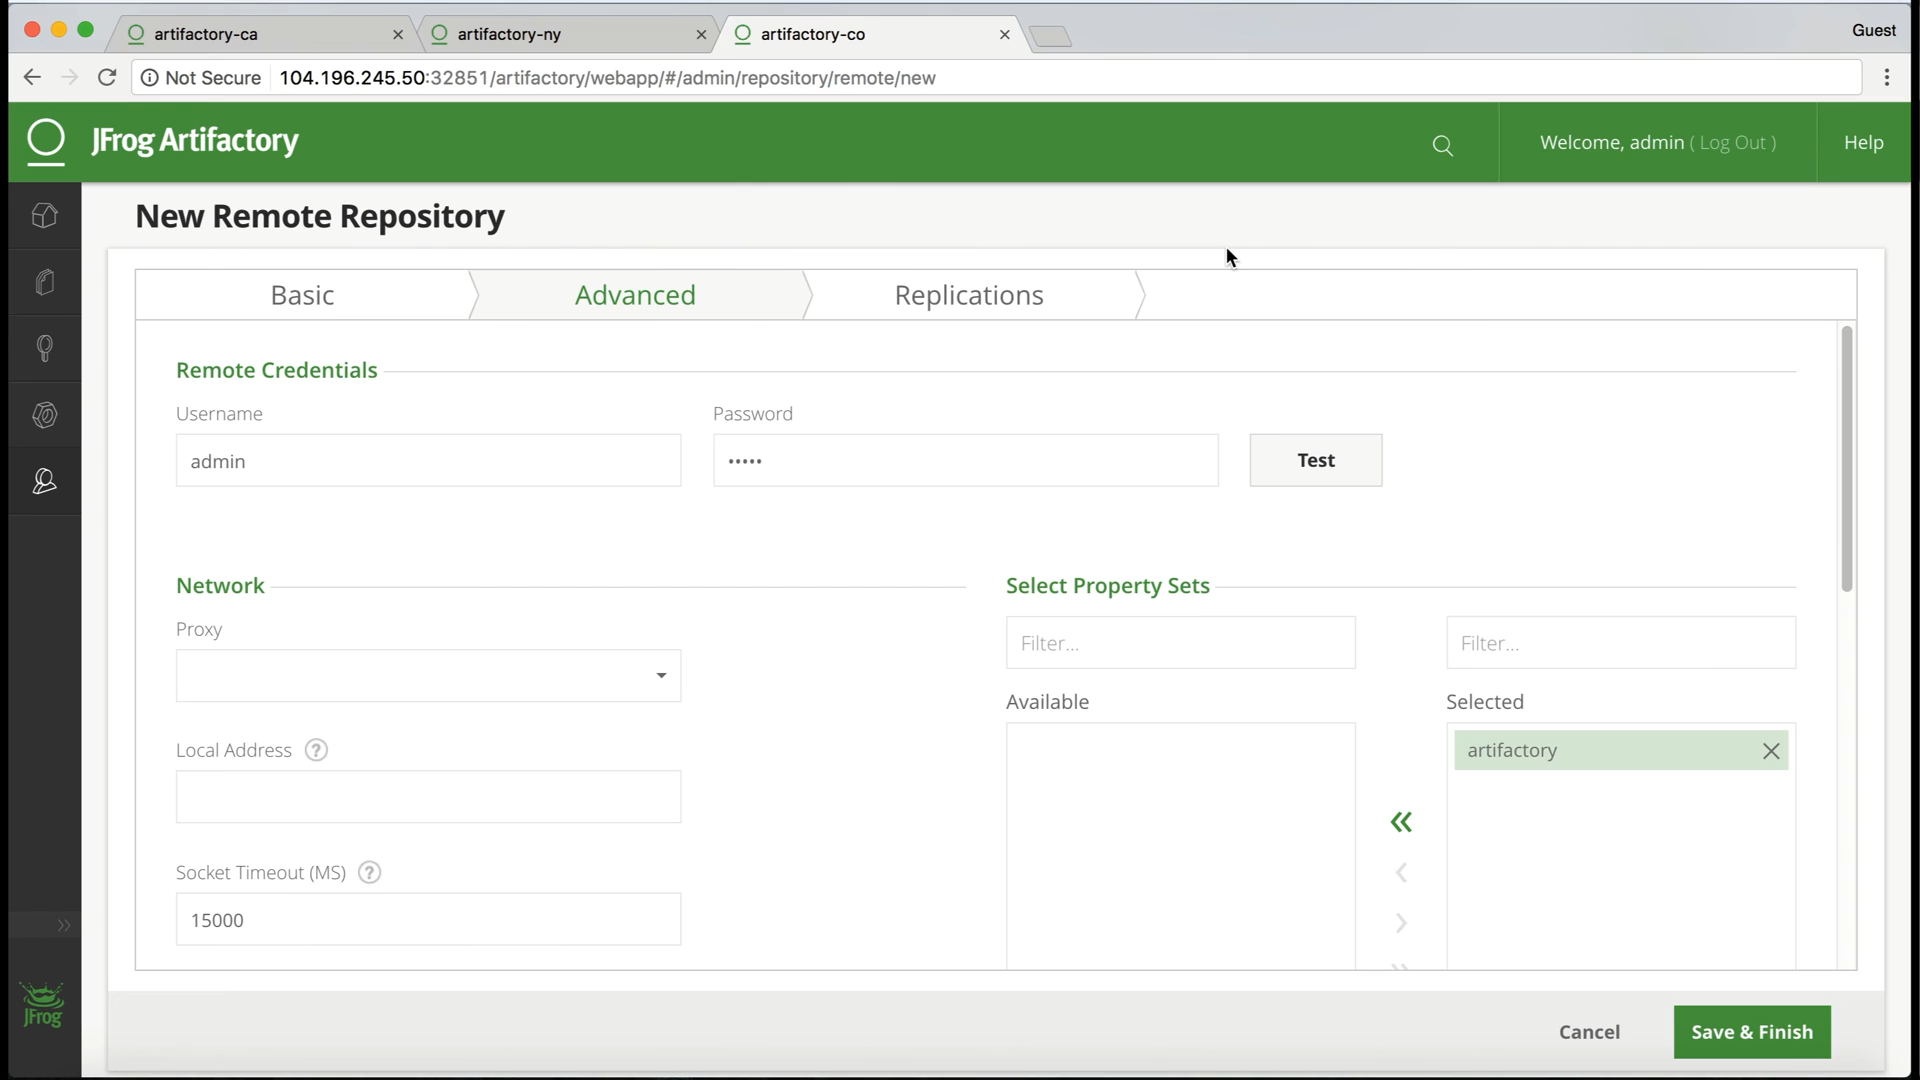 artifactory-ca
artifactory-ny
artifactory-co
Guest
Not Secure
104.196.245.50:32851/artifactory/webapp/#/admin/repository/remote/new
JFrog Artifactory
Welcome, admin ( Log Out )
Help
New Remote Repository
Basic
Advanced
Replications
Remote Credentials
Username
Password
admin
•••••
Test
Network
Select Property Sets
Proxy
Filter...
Filter...
Available
Selected
Local Address ?
artifactory
Socket Timeout (MS) ?
15000
JFrog
Cancel
Save & Finish